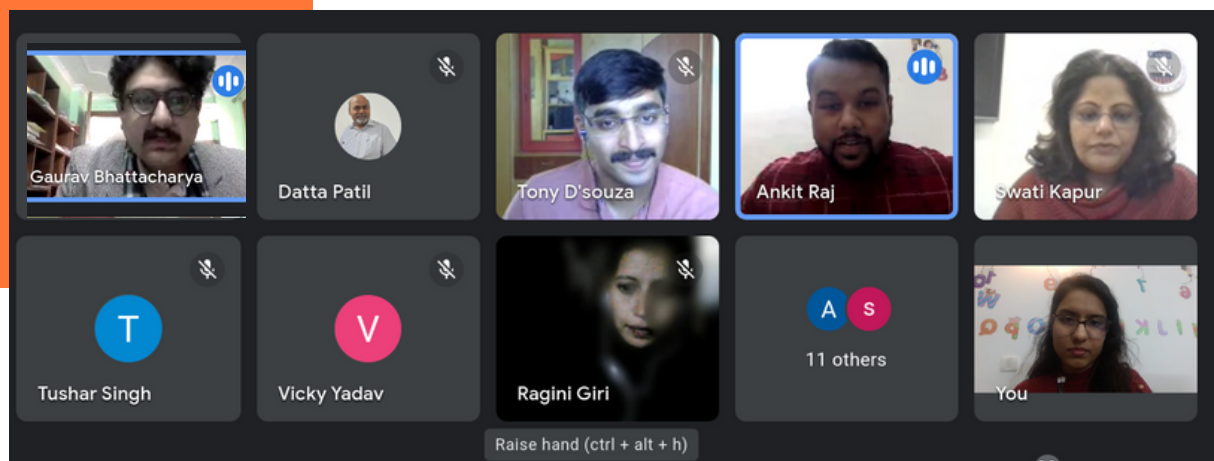 Gaurav Bhattacharya
Datta Patil
Tony D'souza
Ankit Raj
Swati Kapur
T
Tushar Singh
V
Vicky Yadav
Ragini Giri
A S
11 others
You
Raise hand (ctrl + alt + h)